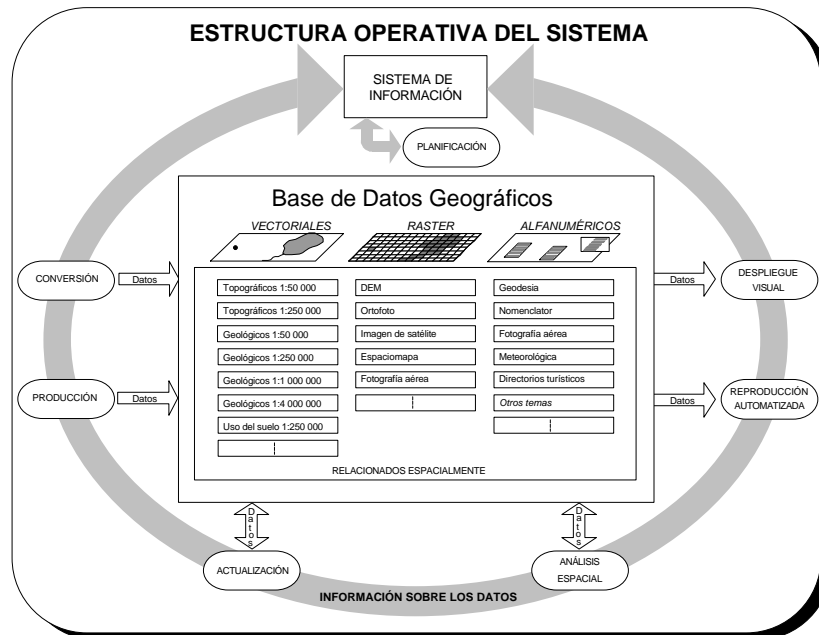 ESTRUCTURA OPERATIVA DEL SISTEMA
SISTEMA DE
INFORMACIÓN
PLANIFICACIÓN
Base de Datos Geográficos
VECTORIALES
RASTER
ALFANUMÉRICOS
CONVERSIÓN
Datos
PRODUCCIÓN
Datos
Topográficos 1:50 000
Topográficos 1:250 000
Geológicos 1:50 000
Geológicos 1:250 000
Geológicos 1:1 000 000
Geológicos 1:4 000 000
Uso del suelo 1:250 000
DEM
Ortofoto
Imagen de satélite
Espaciomapa
Fotografía aérea
Geodesia
Nomenclator
Fotografía aérea
Meteorológica
Directorios turísticos
Otros temas
RELACIONADOS ESPACIALMENTE
Datos
DESPLIEGUE
VISUAL
Datos
REPRODUCCIÓN
AUTOMATIZADA
Datos
ACTUALIZACIÓN
Datos
ANÁLISIS
ESPACIAL
INFORMACIÓN SOBRE LOS DATOS